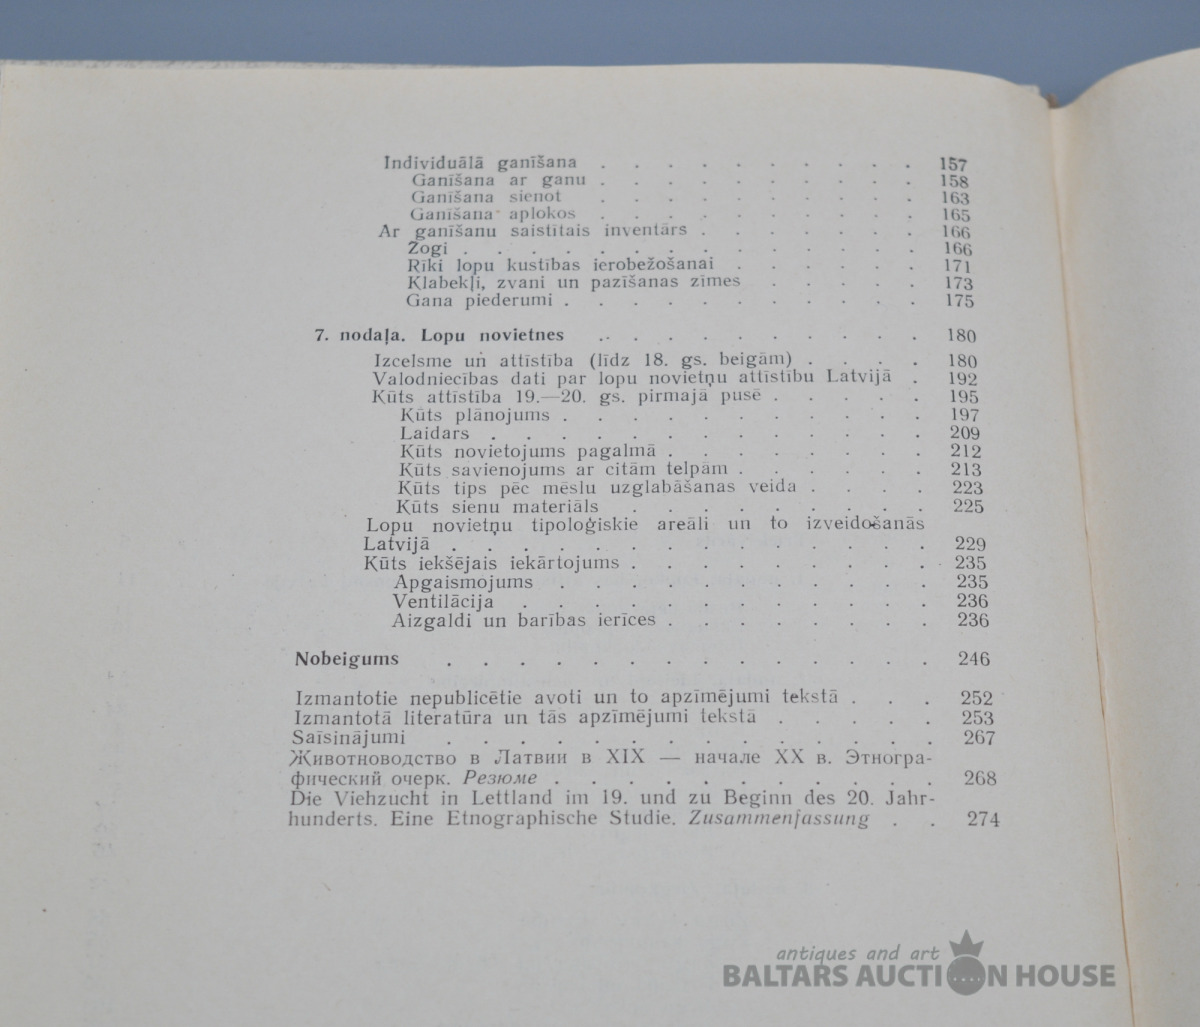 Individuālā ganīšana . . . . . . . . . . 157
Ganīšana ar ganu . . . . . . . . . . 158
Ganīšana sienot . . . . . . . . . . 163
Ganīšana aplokos . . . . . . . . . . 165
Ar ganīšanu saistītais inventārs . . . . . . . 166
Žogi . . . . . . . . . . . . . 166
Rīki lopu kustības ierobežošanai . . . . . . 171
Klabekļi, zvani un pazīšanas zīmes . . . . . 173
Gana piederumi . . . . . . . . . . . 175
7. nodaļa. Lopu novietnes . . . . . . . . . . 180
Izcelsme un attīstība (līdz 18. gs. beigām) . . . . 180
Valodniecības dati par lopu novietņu attīstību Latvijā . 192
Kūts attīstība 19.—20. gs. pirmajā pusē . . . . . 195
Kūts plānojums . . . . . . . . . . . 197
Laidars . . . . . . . . . . . . 209
Kūts novietojums pagalmā . . . . . . . . 212
Kūts savienojums ar citām telpām . . . . . . 213
Kūts tips pēc mēslu uzglabāšanas veida . . . . 223
Kūts sienu materiāls . . . . . . . . . 225
Lopu novietņu tipoloģiskie areāli un to izveidošanās
Latvijā . . . . . . . . . . . . . 229
Kūts iekšējais iekārtojums . . . . . . . . . 235
Apgaismojums . . . . . . . . . . . 235
Ventilācija . . . . . . . . . . . . 236
Aizgaldi un barības ierīces . . . . . . . . 236
Nobeigums . . . . . . . . . . . . . . 246
Izmantotie nepublicētie avoti un to apzīmējumi tekstā . . . 252
Izmantotā literatūra un tās apzīmējumi tekstā . . . . . 253
Saīsinājumi . . . . . . . . . . . . . . 267
Животноводство в Латвии в XIX — начале XX в. Этногра-
фический очерк. Резюме . . . . . . . . . . . 268
Die Viehzucht in Lettland im 19. und zu Beginn des 20. Jahr-
hunderts. Eine Etnographische Studie. Zusammenfassung . . 274
antiques and art
BALTARS AUCTION HOUSE